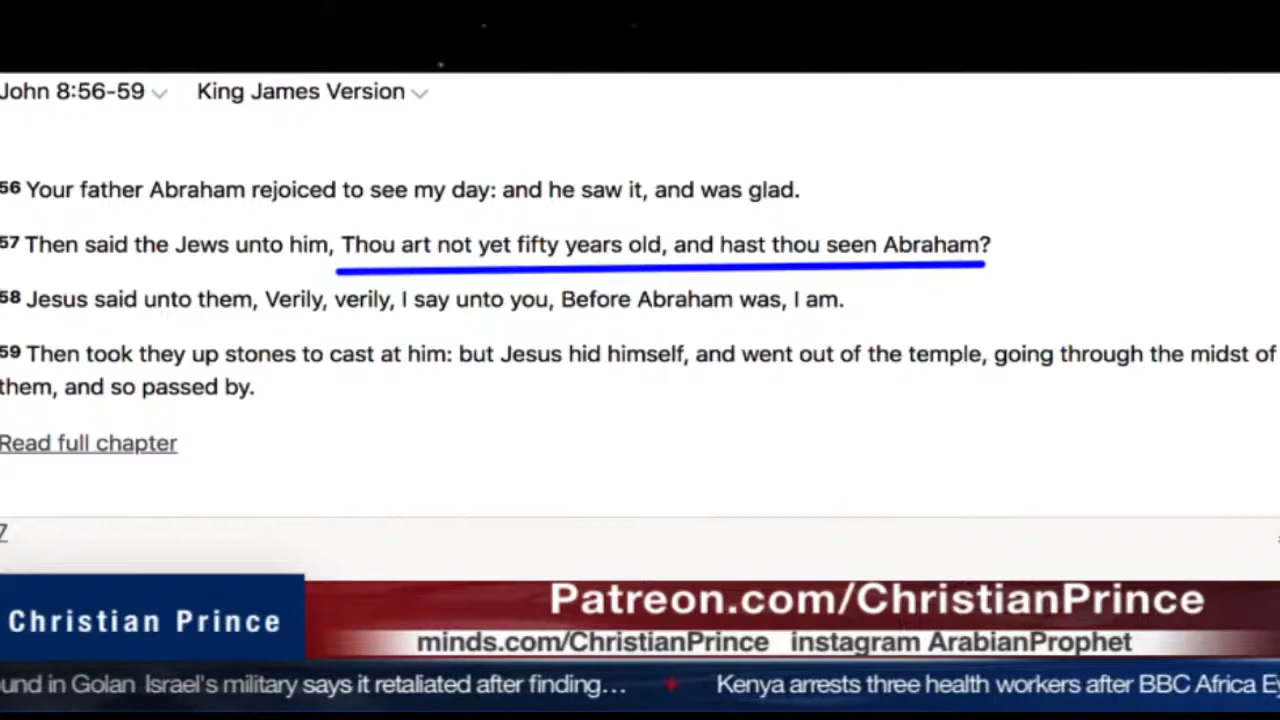 John 8:56-59 King James Version
56 Your father Abraham rejoiced to see my day: and he saw it, and was glad.
57 Then said the Jews unto him, Thou art not yet fifty years old, and hast thou seen Abraham?
58 Jesus said unto them, Verily, verily, I say unto you, Before Abraham was, I am.
59 Then took they up stones to cast at him: but Jesus hid himself, and went out of the temple, going through the midst of
them, and so passed by.
Read full chapter
7
Christian Prince
Patreon.com/ChristianPrince
minds.com/ChristianPrince instagram ArabianProphet
in Golan Israel's military says it retaliated after finding... Kenya arrests three health workers after BBC Africa